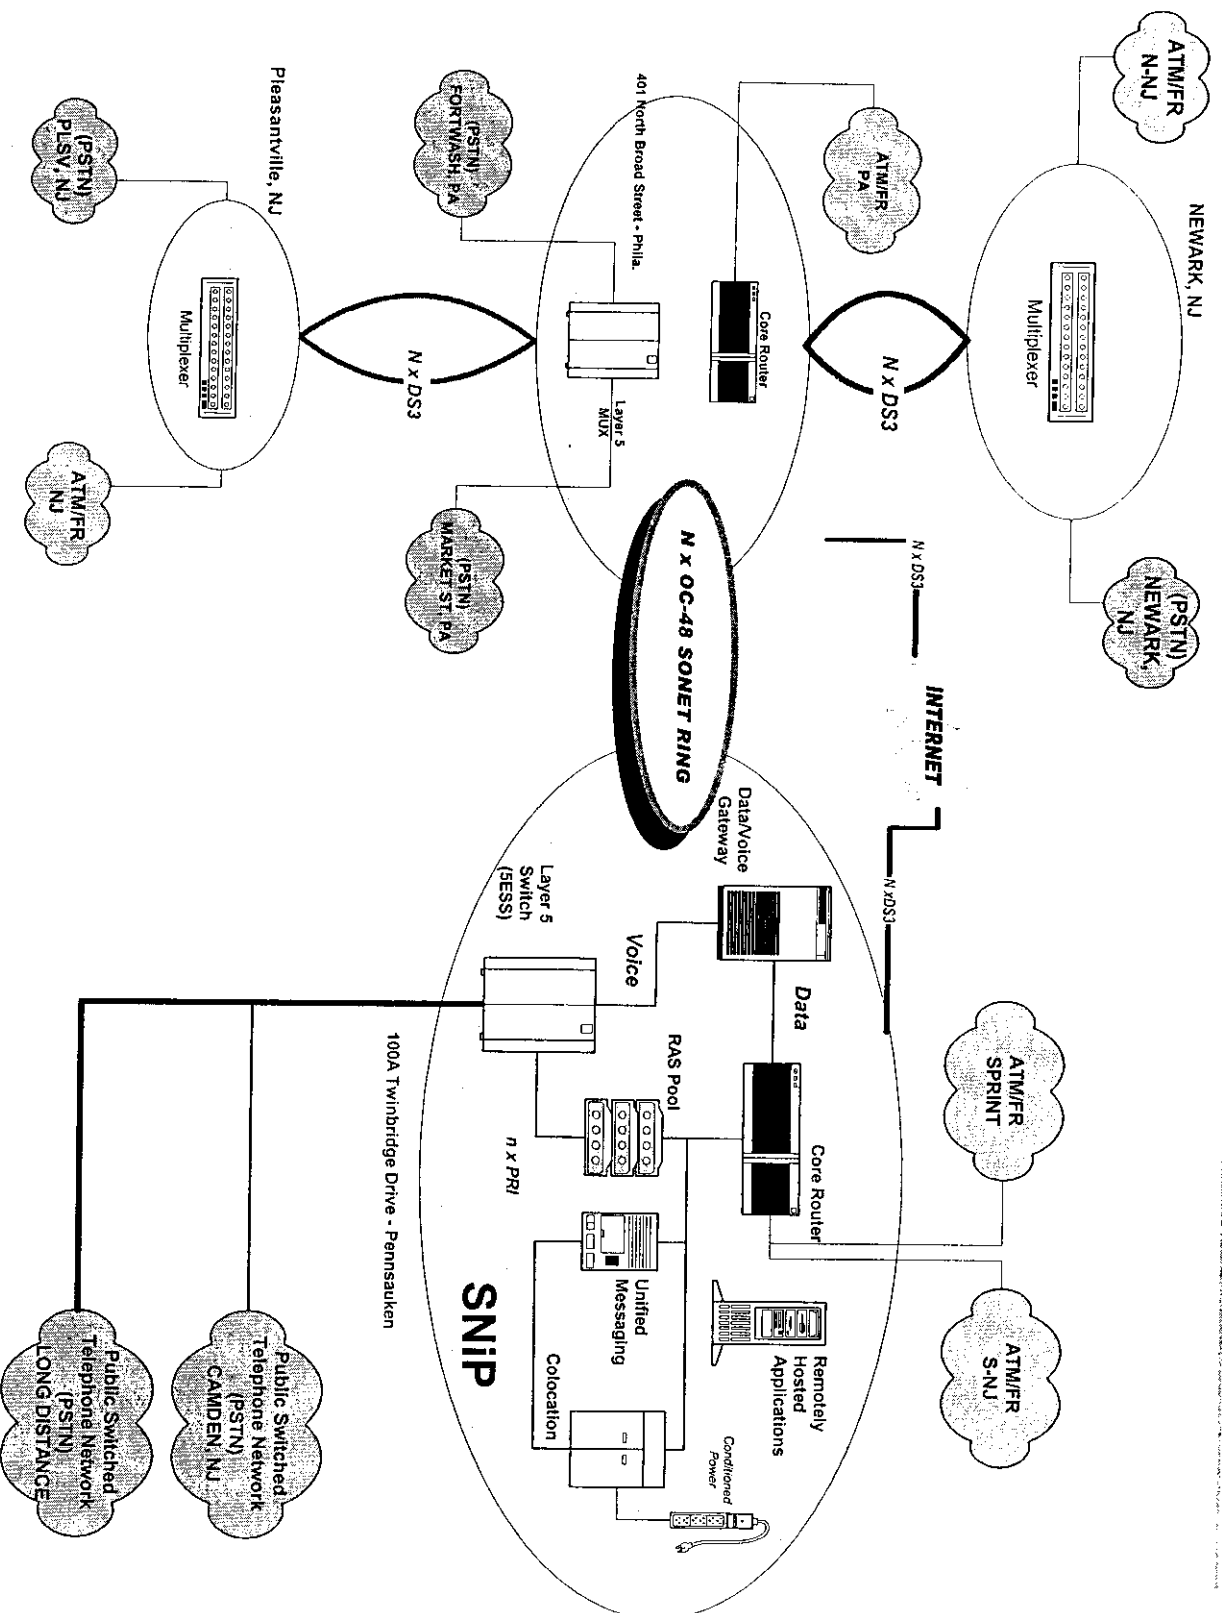 NEWARK, NJ
ATM/FR
N-NJ
Multiplexer
(PSTN)
NEWARK,
NJ
N x DS3
ATM/FR
PA
401 North Broad Street - Phila.
Core Router
(PSTN)
FORTWASH, PA
Layer 5
MUX
(PSTN)
MARKET ST, PA
N x DS3
Pleasantville, NJ
(PSTN)
PLSV, NJ
Multiplexer
ATM/FR
NJ
N x OC-48 SONET RING
N x DS3
INTERNET
N xDS3
ATM/FR
SPRINT
ATM/FR
S-NJ
Data/Voice
Gateway
Data
Voice
Layer 5
Switch
(5ESS)
Core Router
RAS Pool
n x PRI
Unified
Messaging
Remotely
Hosted
Applications
Colocation
Conditioned
Power
SNiP
100A Twinbridge Drive - Pennsauken
Public Switched
Telephone Network
(PSTN)
CAMDEN, NJ
Public Switched
Telephone Network
(PSTN)
LONG DISTANCE